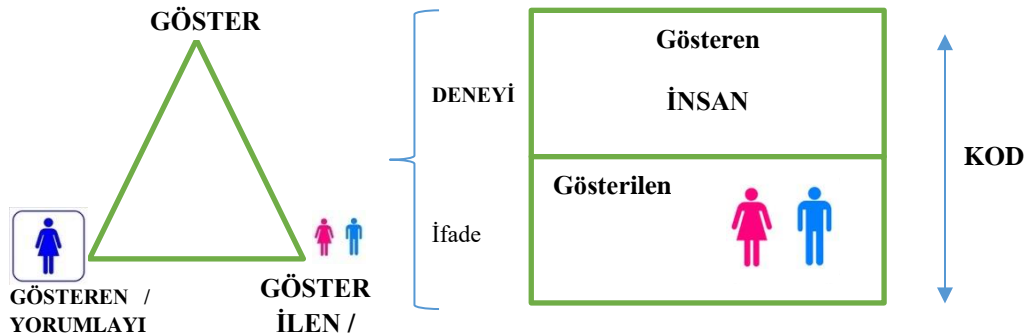 GÖSTER
GÖSTEREN /
YORUMLAYI
GÖSTER
İLEN /
DENEYİ
İfade
Gösteren
İNSAN
Gösterilen
KOD